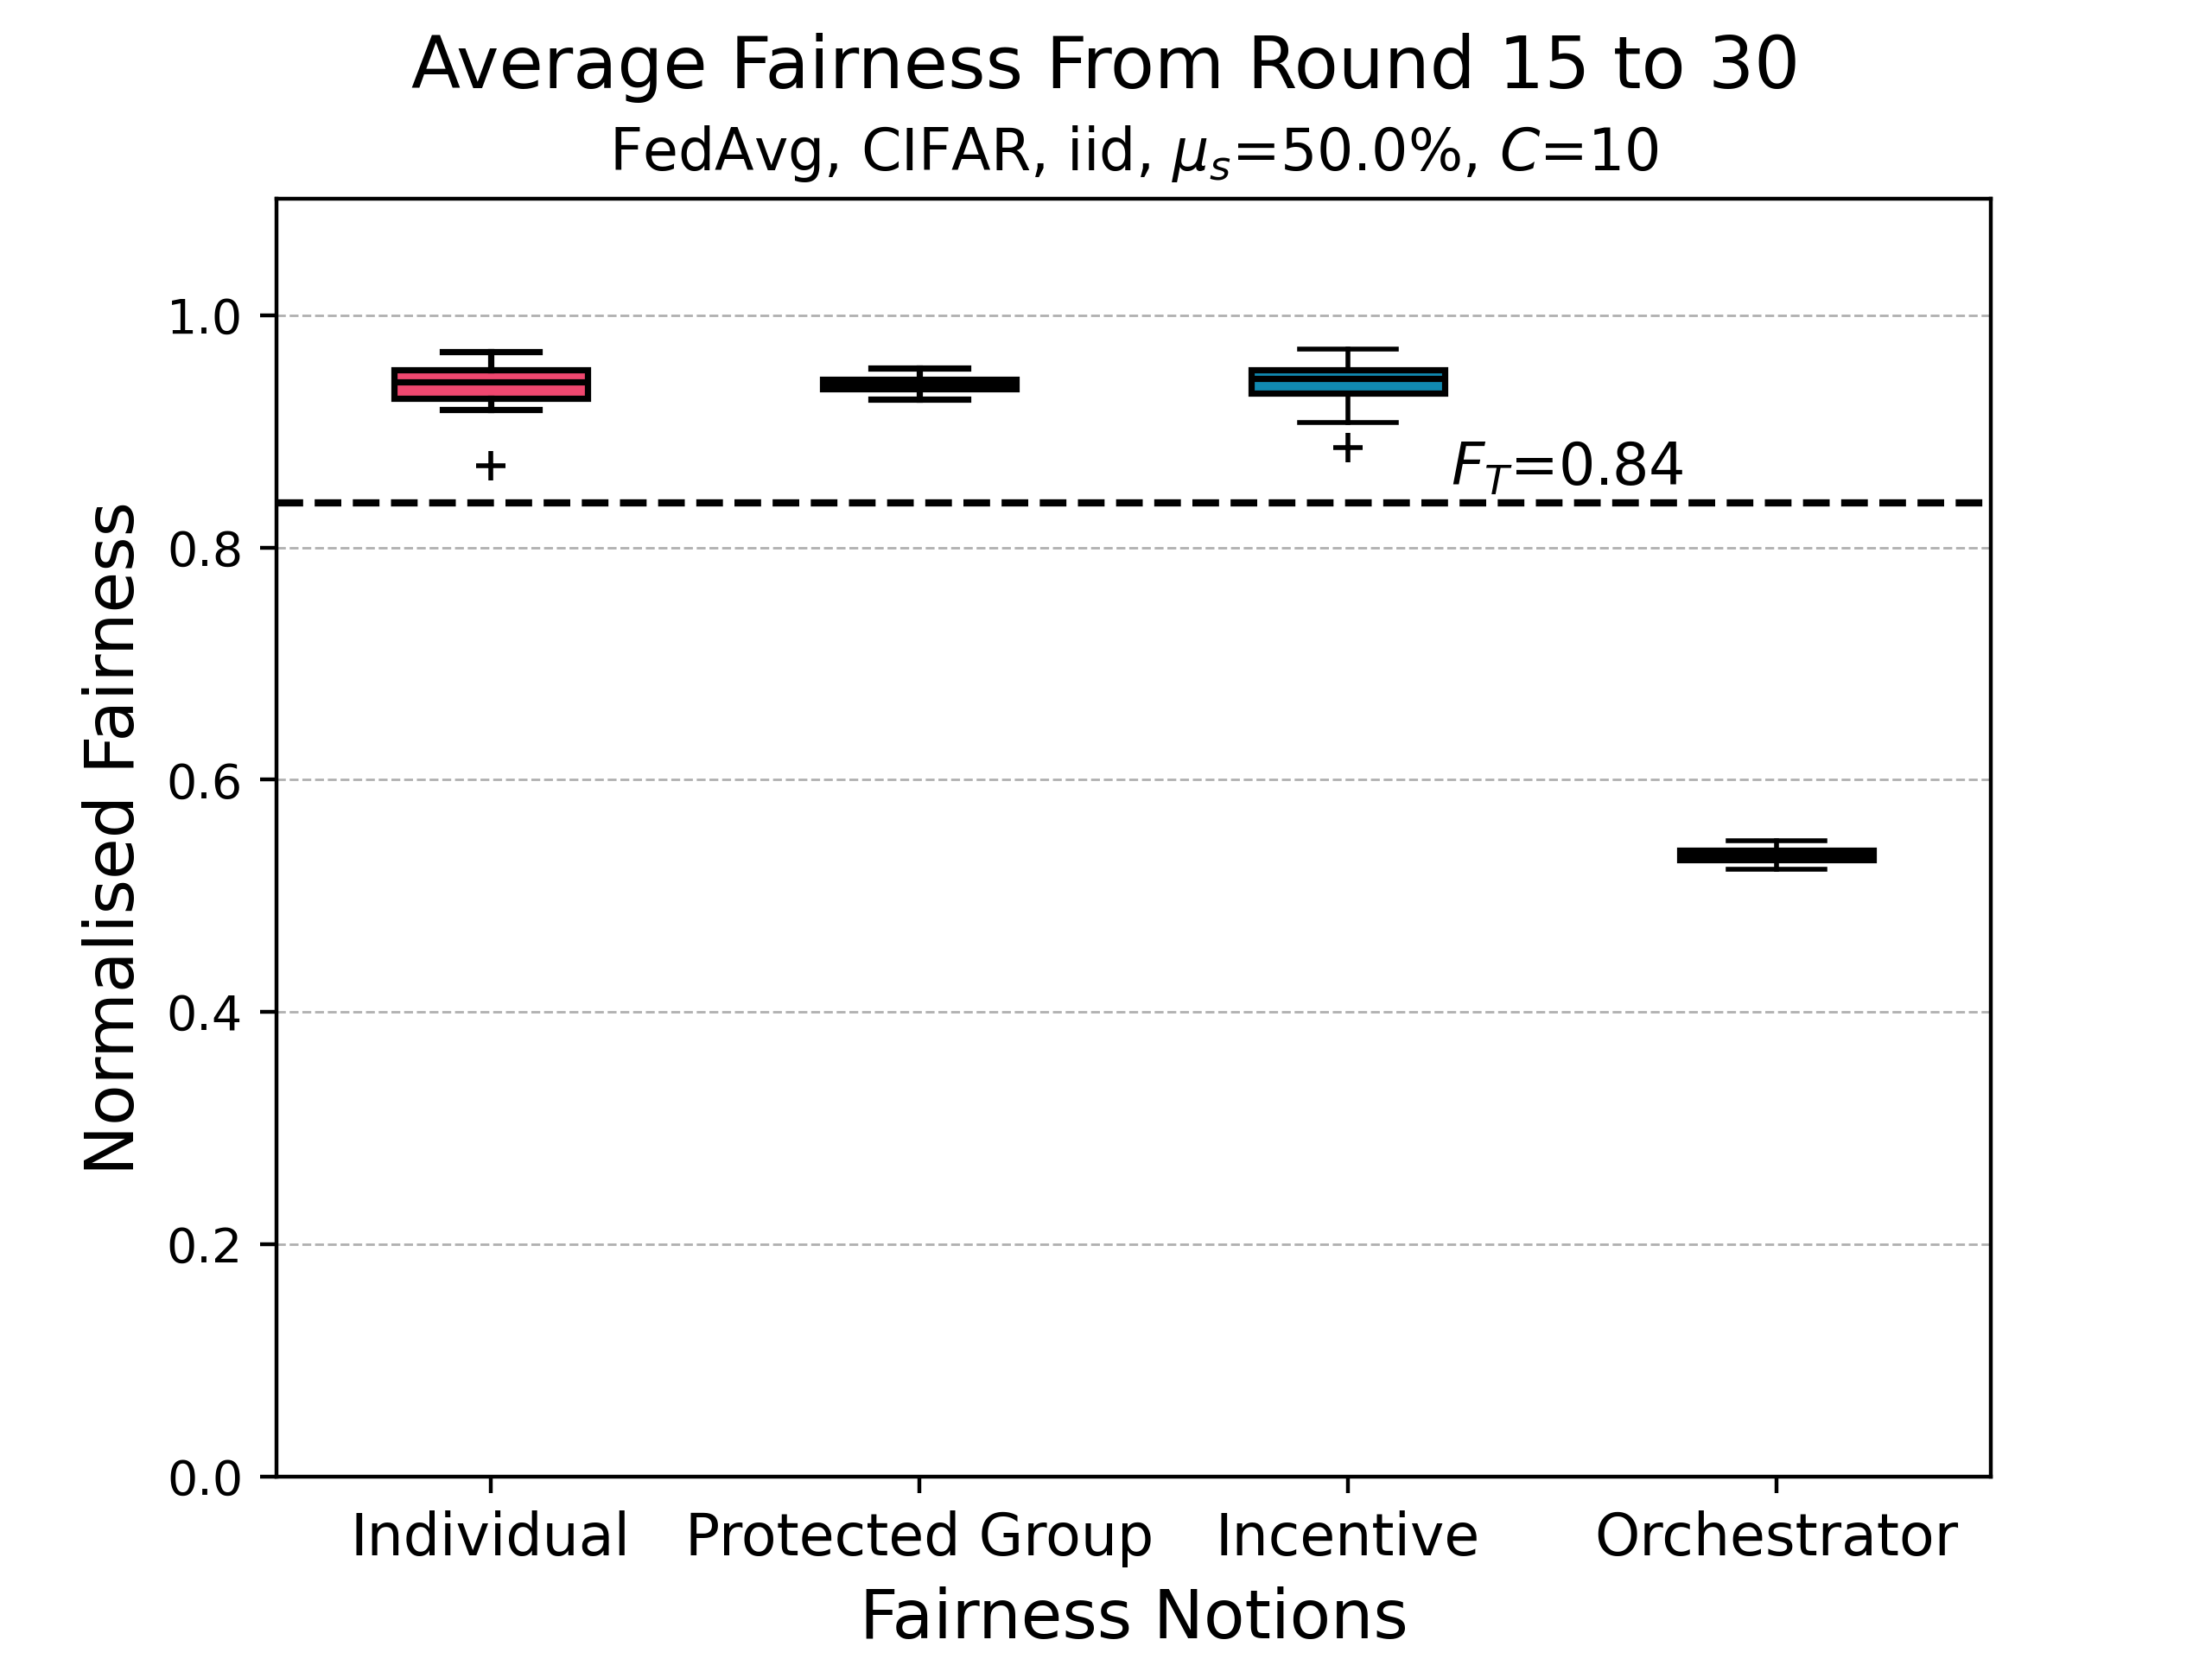 Average Fairness From Round 15 to 30
FedAvg, CIFAR, iid, μₛ=50.0%, C=10
1.0
0.8
0.6
0.4
0.2
0.0
Normalised Fairness
F_T=0.84
Individual Protected Group Incentive Orchestrator
Fairness Notions